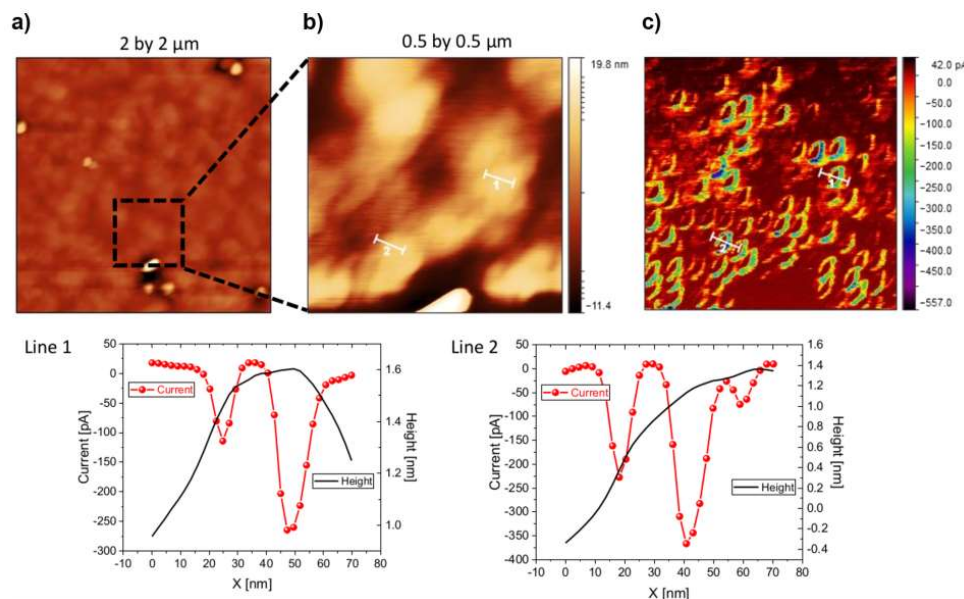 a)
2 by 2 µm
b)
0.5 by 0.5 µm
19.8 nm
-11.4
1
2
c)
42.0 pA
0.0
-50.0
-100.0
-150.0
-200.0
-250.0
-300.0
-350.0
-400.0
-450.0
-500.0
-557.0
1
2
Line 1
50
0
-50
-100
-150
-200
-250
-300
Current [pA]
-10 0 10 20 30 40 50 60 70 80
X [nm]
1.6
1.4
1.2
1.0
Height [nm]
Current
Height
Line 2
50
0
-50
-100
-150
-200
-250
-300
-350
-400
Current [pA]
-10 0 10 20 30 40 50 60 70 80
X [nm]
1.6
1.4
1.2
1.0
0.8
0.6
0.4
0.2
0.0
-0.2
-0.4
Height [nm]
Current
Height